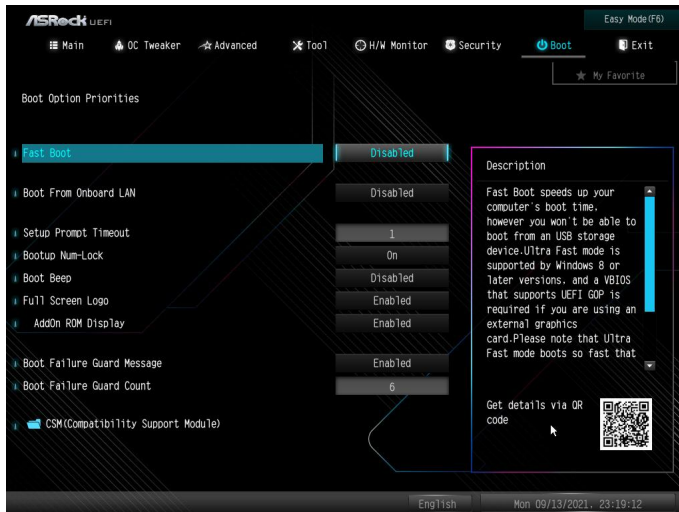 ASRock UEFI
Easy Mode(F6)
Main OC Tweaker Advanced Tool H/W Monitor Security Boot Exit
My Favorite
Boot Option Priorities
Fast Boot Disabled
Boot From Onboard LAN Disabled
Setup Prompt Timeout 1
Bootup Num-Lock On
Boot Beep Disabled
Full Screen Logo Enabled
AddOn ROM Display Enabled
Boot Failure Guard Message Enabled
Boot Failure Guard Count 6
CSM(Compatibility Support Module)
Description
Fast Boot speeds up your
computer's boot time.
however you won't be able to
boot from an USB storage
device.Ultra Fast mode is
supported by Windows 8 or
later versions. and a VBIOS
that supports UEFI GOP is
required if you are using an
external graphics
card.Please note that Ultra
Fast mode boots so fast that
Get details via QR
code
English Mon 09/13/2021. 23:19:12